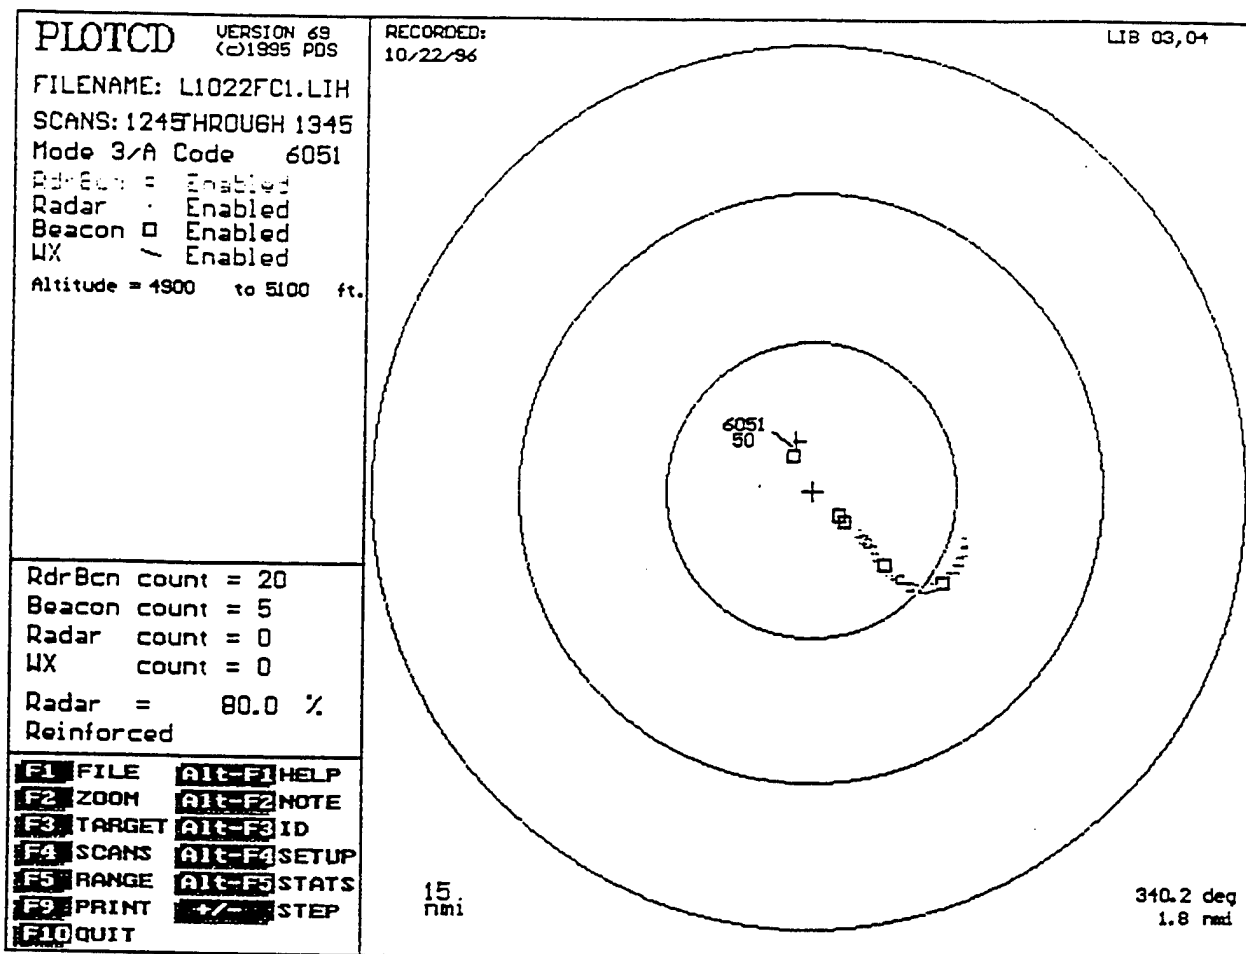 PLOTCD VERSION 69
(c)1995 PDS
FILENAME: L1022FC1.LIH
SCANS: 1245THROUGH 1345
Mode 3/A Code 6051
RdrBcn = Enabled
Radar · Enabled
Beacon □ Enabled
WX ~ Enabled
Altitude = 4900 to 5100 ft.
RdrBcn count = 20
Beacon count = 5
Radar count = 0
WX count = 0
Radar = 80.0 %
Reinforced
F1 FILE Alt-F1 HELP
F2 ZOOM Alt-F2 NOTE
F3 TARGET Alt-F3 ID
F4 SCANS Alt-F4 SETUP
F5 RANGE Alt-F5 STATS
F9 PRINT +/- STEP
F10 QUIT
RECORDED:
10/22/96
LIB 03,04
6051
50
15.
nmi
340.2 deg
1.8 nmi